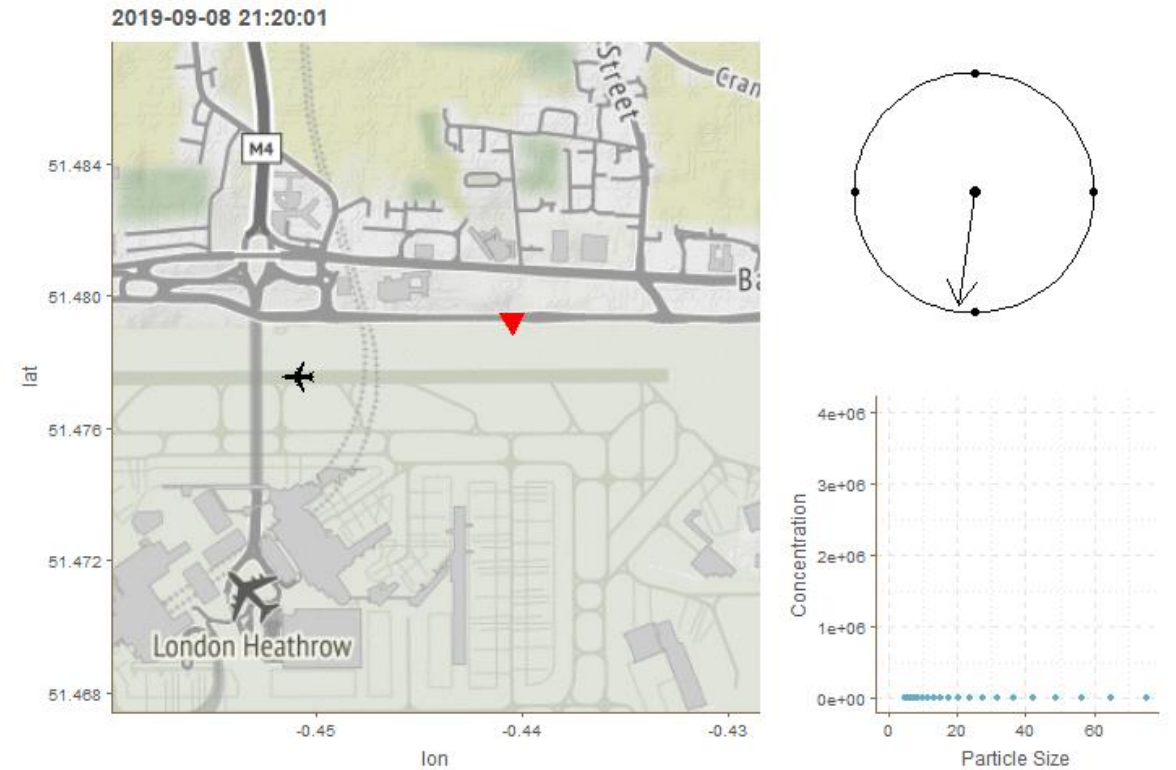 2019-09-08 21:20:01
Street
Cran
M4
51.484
51.480
Ba
lat
51.476
51.472
London Heathrow
51.468
-0.45
-0.44
-0.43
lon
4e+06
3e+06
Concentration
2e+06
1e+06
0e+00
0
20
40
60
Particle Size